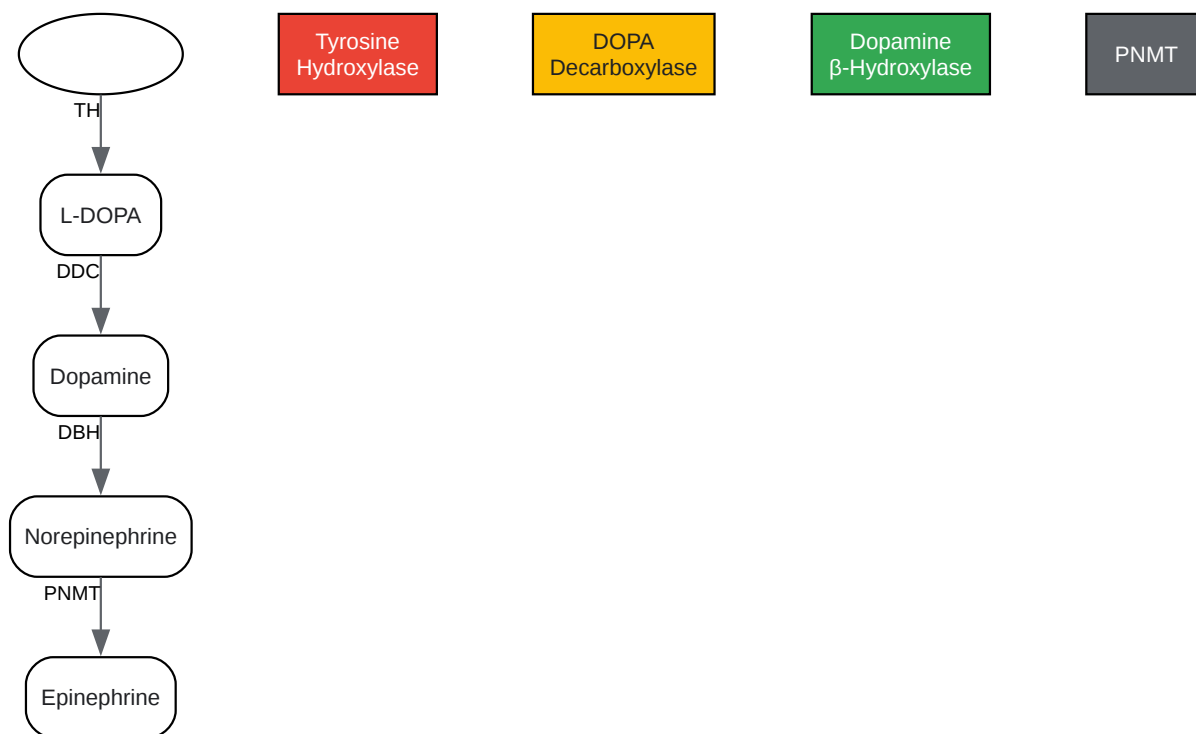 Tyrosine
Hydroxylase
DOPA
Decarboxylase
Dopamine
β-Hydroxylase
PNMT
TH
L-DOPA
DDC
Dopamine
DBH
Norepinephrine
PNMT
Epinephrine